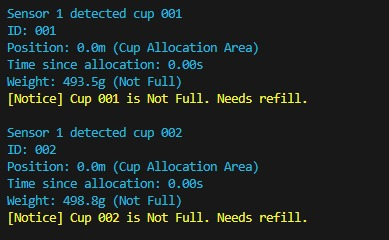 Sensor 1 detected cup 001
ID: 001
Position: 0.0m (Cup Allocation Area)
Time since allocation: 0.00s
Weight: 493.5g (Not Full)
[Notice] Cup 001 is Not Full. Needs refill.
Sensor 1 detected cup 002
ID: 002
Position: 0.0m (Cup Allocation Area)
Time since allocation: 0.00s
Weight: 498.8g (Not Full)
[Notice] Cup 002 is Not Full. Needs refill.